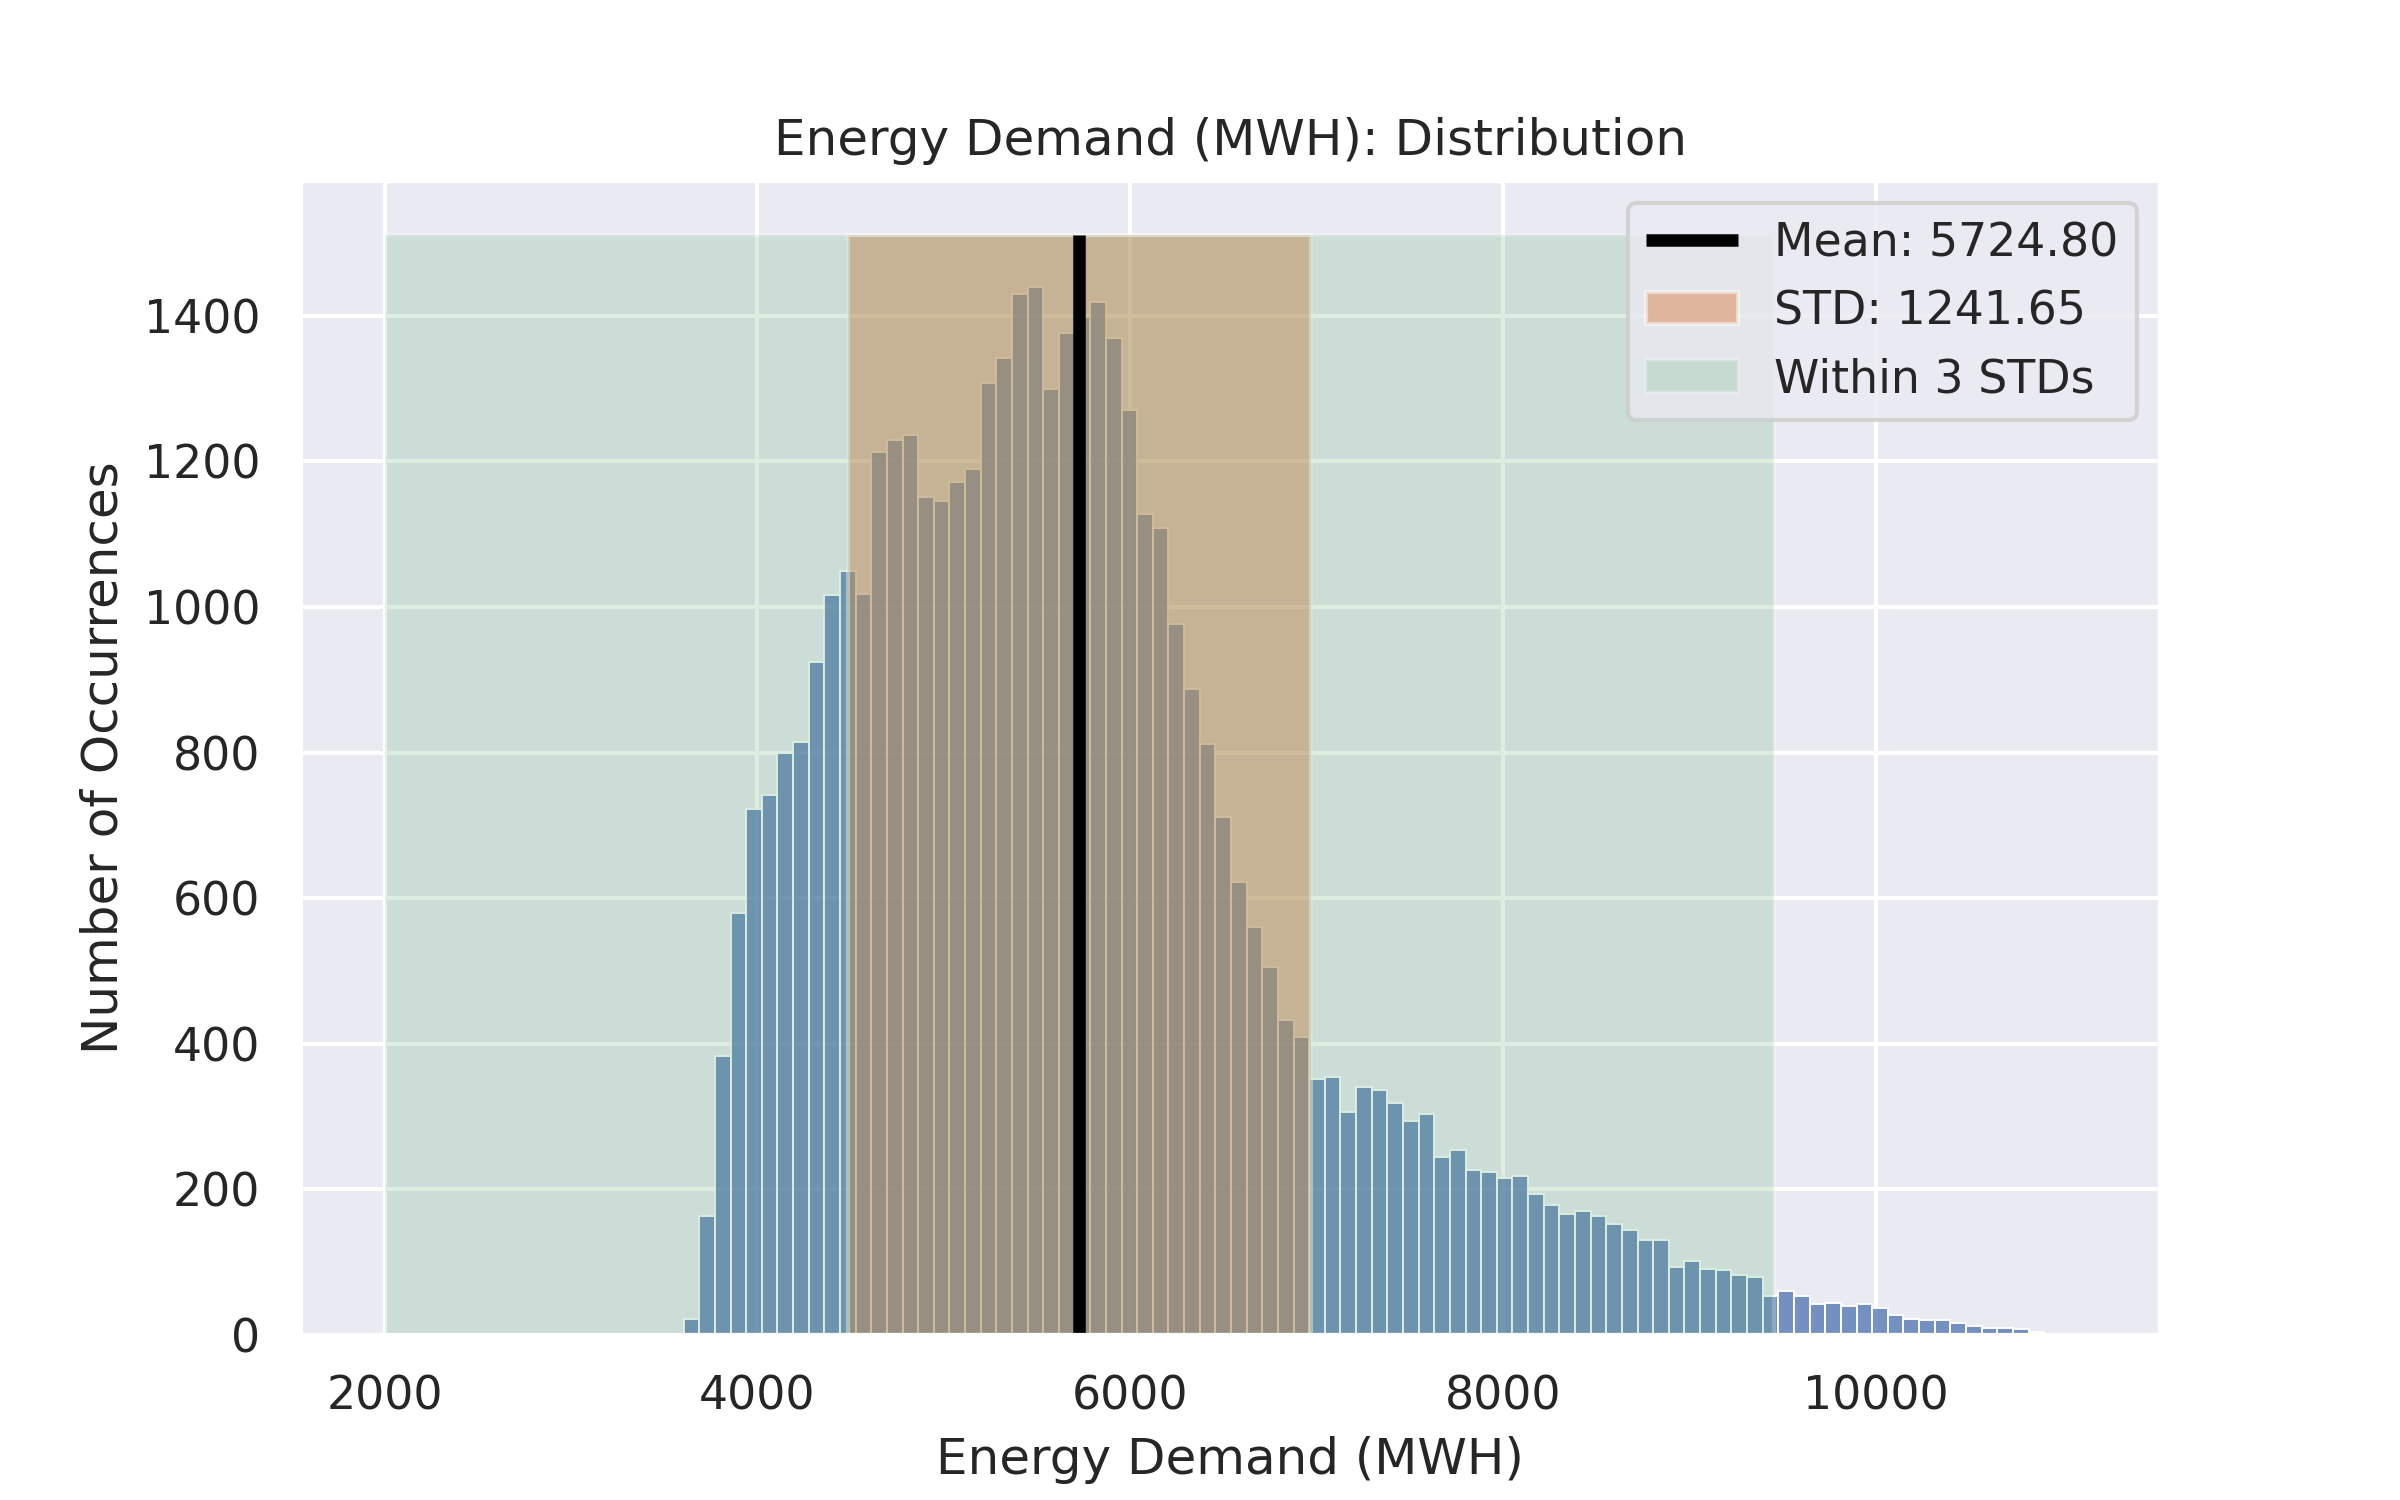 Energy Demand (MWH): Distribution
Mean: 5724.80
STD: 1241.65
Within 3 STDs
Number of Occurrences
1400
1200
1000
800
600
400
200
0
2000 4000 6000 8000 10000
Energy Demand (MWH)